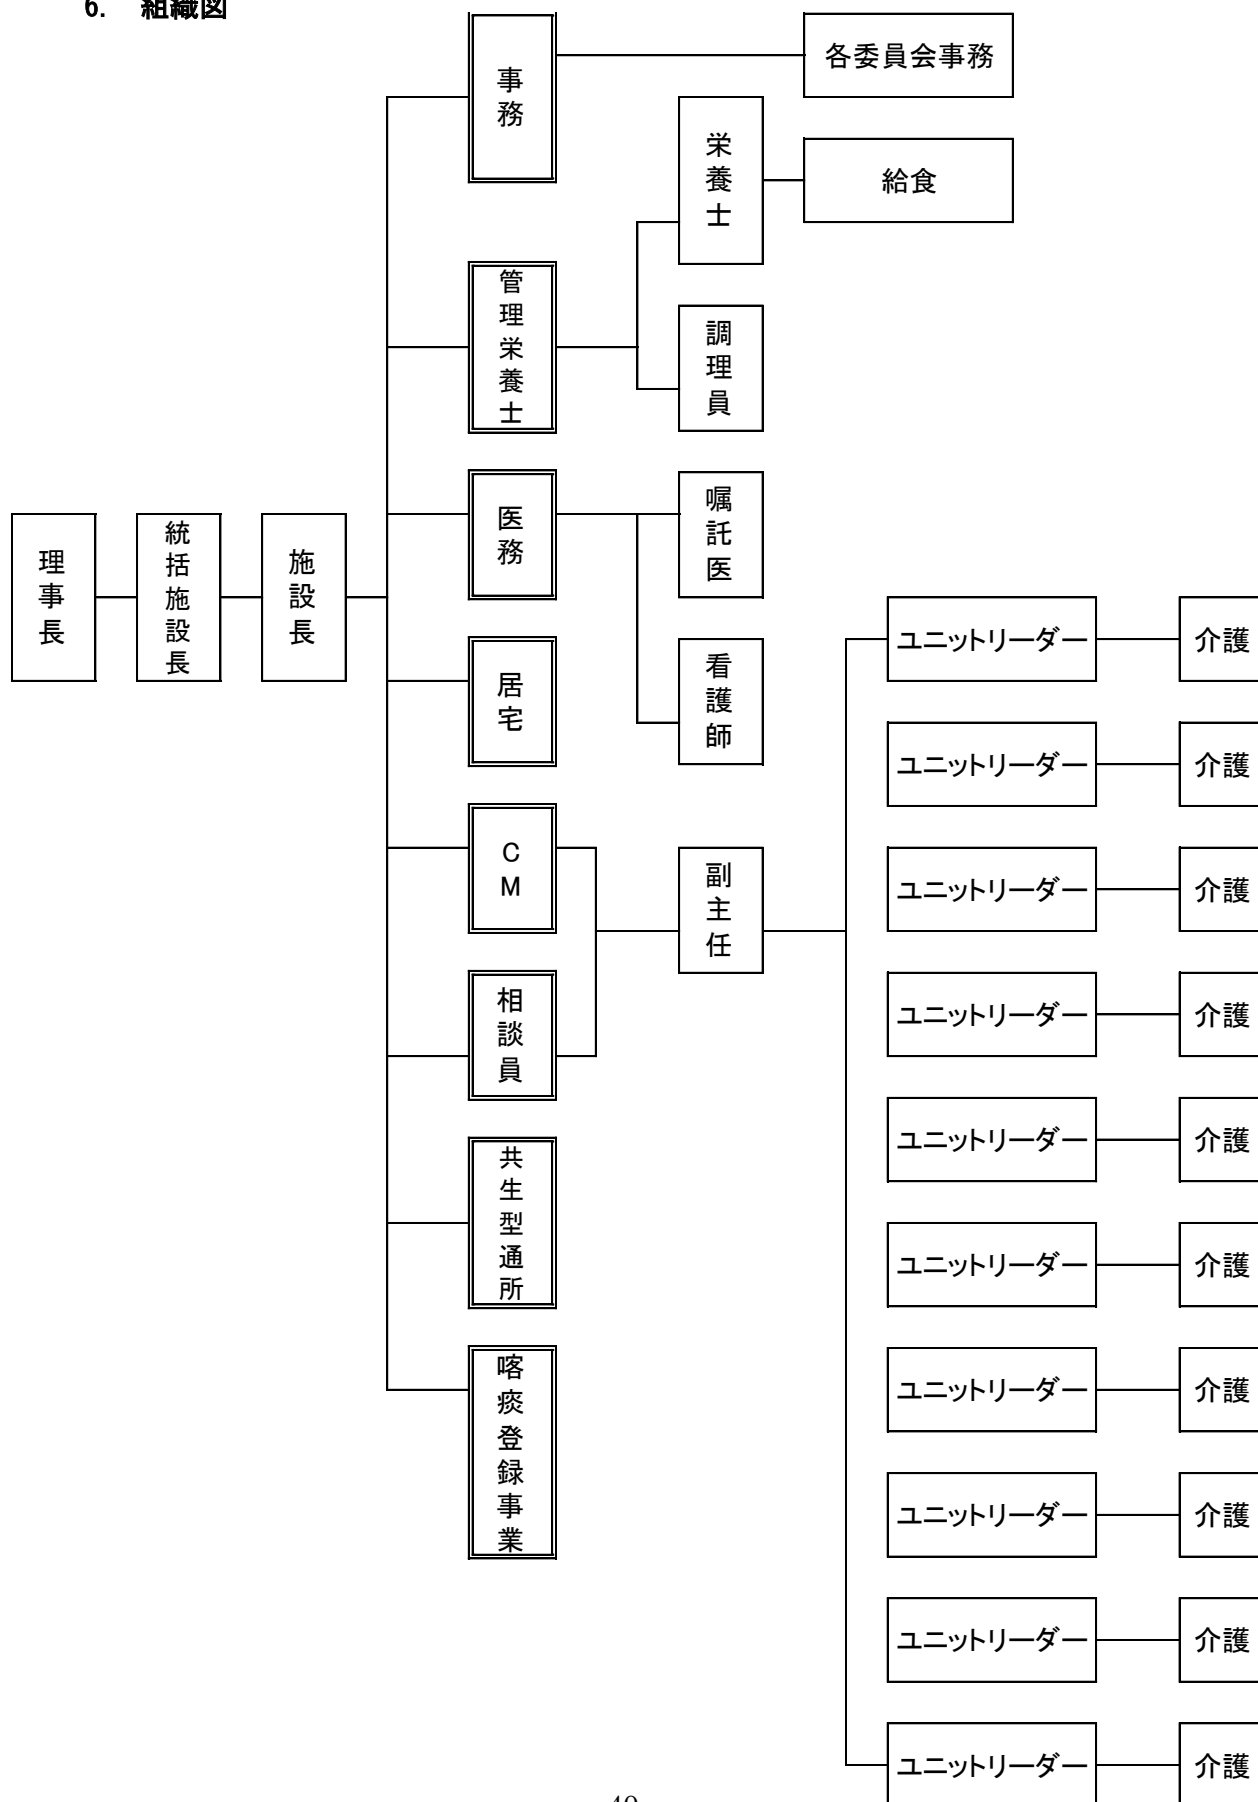 6. 組織図
事務
各委員会事務
栄養士
給食
管理栄養士
調理員
理事長
統括施設長
施設長
医務
嘱託医
看護師
居宅
CM
相談員
副主任
共生型通所
喀痰登録事業
ユニットリーダー 介護
ユニットリーダー 介護
ユニットリーダー 介護
ユニットリーダー 介護
ユニットリーダー 介護
ユニットリーダー 介護
ユニットリーダー 介護
ユニットリーダー 介護
ユニットリーダー 介護
ユニットリーダー 介護